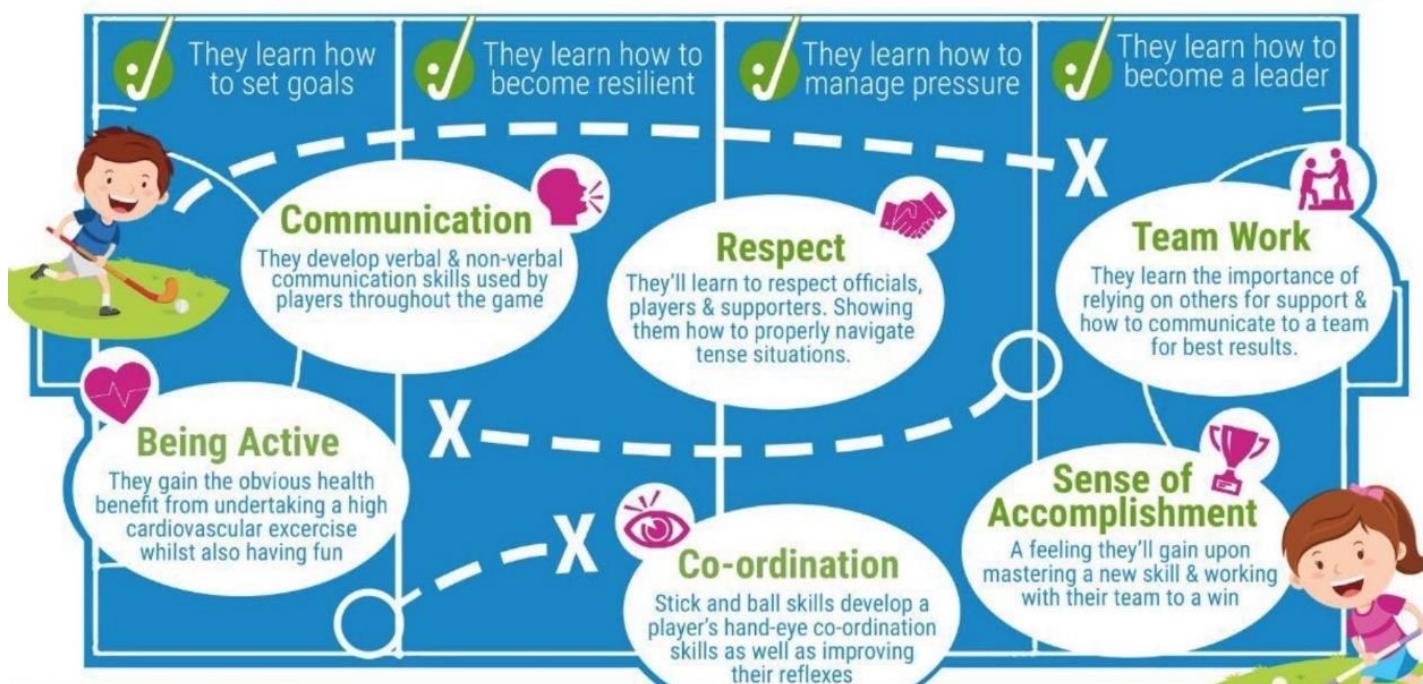 They learn how
to set goals
They learn how to
become resilient
They learn how to
manage pressure
They learn how to
become a leader
Communication
They develop verbal & non-verbal
communication skills used by
players throughout the game
Respect
They'll learn to respect officials,
players & supporters. Showing
them how to properly navigate
tense situations.
Team Work
They learn the importance of
relying on others for support &
how to communicate to a team
for best results.
Being Active
They gain the obvious health
benefit from undertaking a high
cardiovascular excercise
whilst also having fun
X
X
X
Co-ordination
Stick and ball skills develop a
player's hand-eye co-ordination
skills as well as improving
their reflexes
Sense of
Accomplishment
A feeling they'll gain upon
mastering a new skill & working
with their team to a win